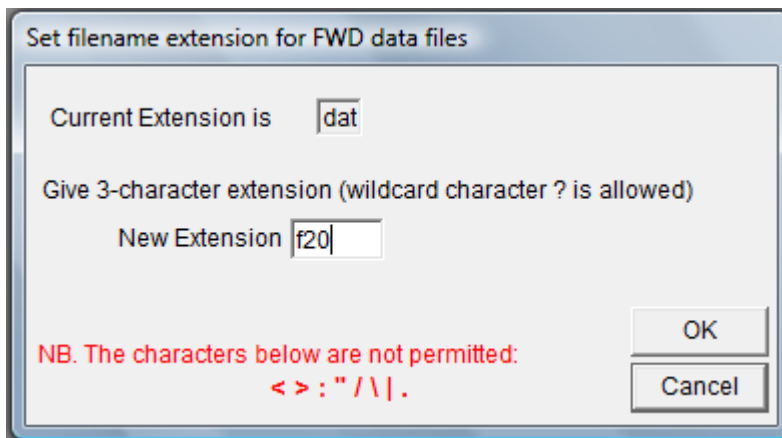 Set filename extension for FWD data files
Current Extension is dat
Give 3-character extension (wildcard character ? is allowed)
New Extension f20
OK
NB. The characters below are not permitted:
< > : " / \ | .
Cancel